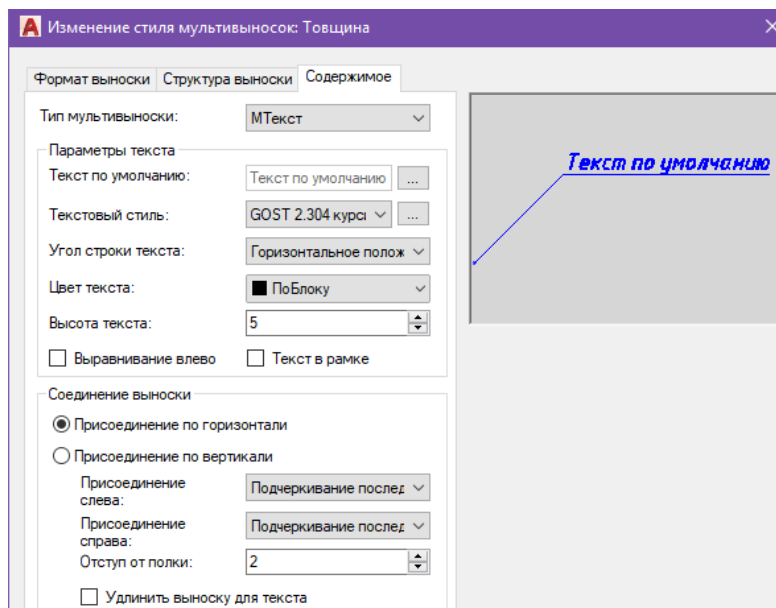 Изменение стиля мультивыносок: Товщина
Формат выноски Структура выноски Содержимое
Тип мультивыноски: МТекст
Параметры текста
Текст по умолчанию: Текст по умолчанию ...
Текстовый стиль: GOST 2.304 курсі ...
Угол строки текста: Горизонтальное полож
Цвет текста: ПоБлоку
Высота текста: 5
Выравнивание влево Текст в рамке
Соединение выноски
Присоединение по горизонтали
Присоединение по вертикали
Присоединение слева: Подчеркивание послед
Присоединение справа: Подчеркивание послед
Отступ от полки: 2
Удлинить выноску для текста
Текст по умолчанию